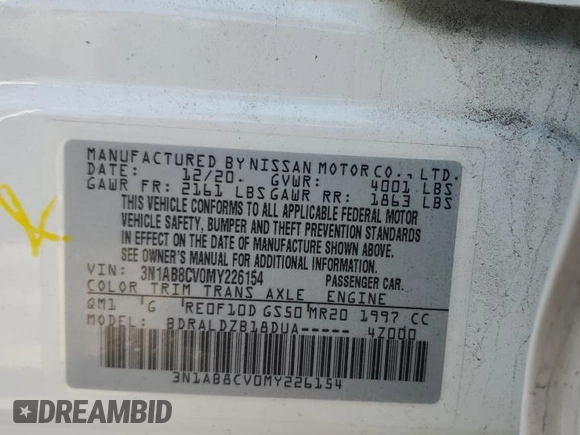 MANUFACTURED BY NISSAN MOTOR CO., LTD.
DATE: 12/20 GVWR: 4001 LBS
GAWR FR: 2161 LBS GAWR RR: 1863 LBS
THIS VEHICLE CONFORMS TO ALL APPLICABLE FEDERAL MOTOR
VEHICLE SAFETY, BUMPER AND THEFT PREVENTION STANDARDS
IN EFFECT ON THE DATE OF MANUFACTURE SHOWN ABOVE.
SEE OWNER'S MANUAL FOR ADDITIONAL INFORMATION
VIN: 3N1AB8CV0MY226154 PASSENGER CAR.
COLOR TRIM TRANS AXLE ENGINE
QM1 G RE0F10D GS50 MR20 1997 CC
MODEL: BDRALDZB18DUA----- 4Z000
3N1AB8CV0MY226154
DREAMBID